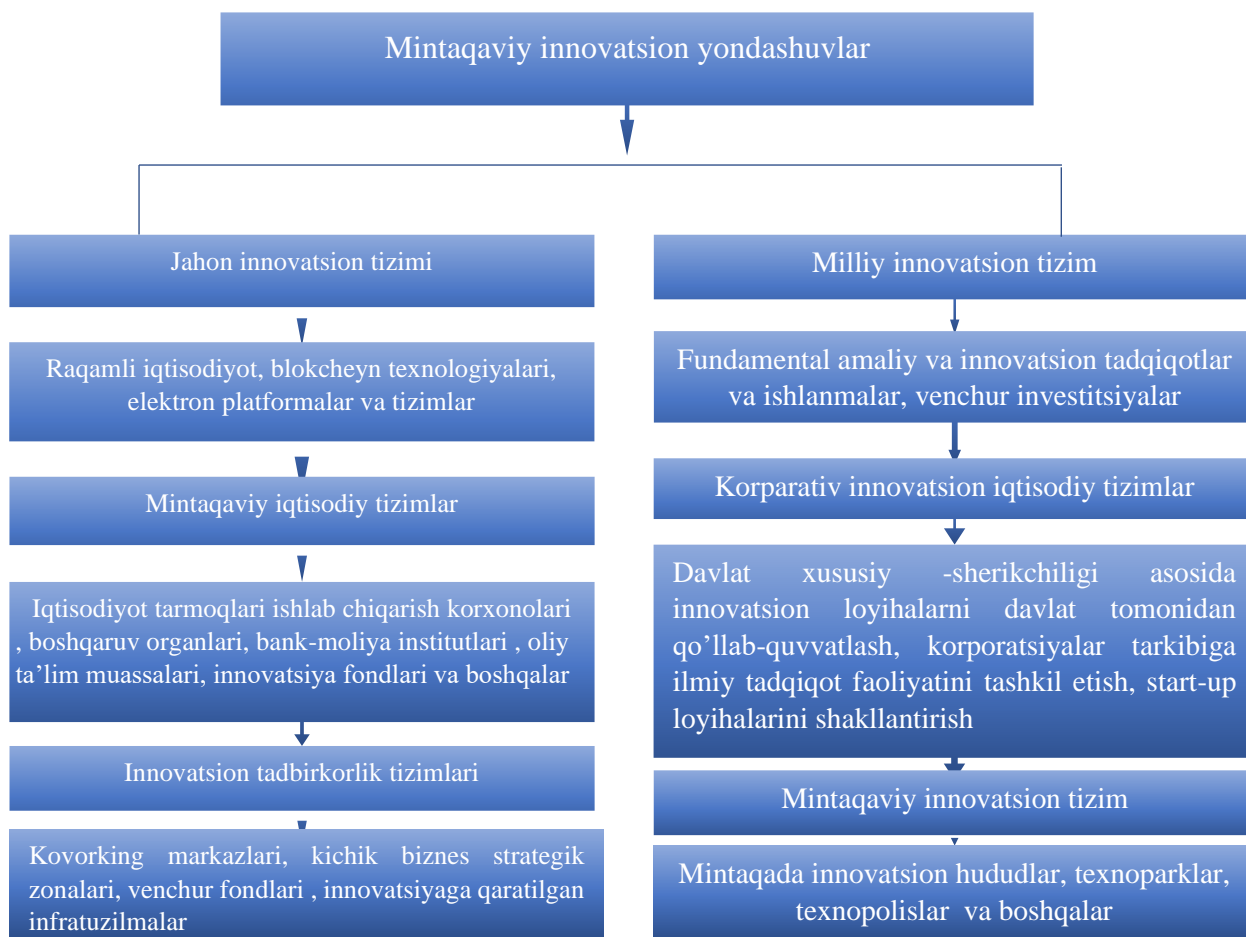 Mintaqaviy innovatsion yondashuvlar
Jahon innovatsion tizimi
Raqamli iqtisodiyot, blokcheyn texnologiyalari,
elektron platformalar va tizimlar
Mintaqaviy iqtisodiy tizimlar
Iqtisodiyot tarmoqlari ishlab chiqarish korxonolari
, boshqaruv organlari, bank-moliya institutlari , oliy
ta’lim muassalari, innovatsiya fondlari va boshqalar
Innovatsion tadbirkorlik tizimlari
Kovorking markazlari, kichik biznes strategik
zonalari, venchur fondlari , innovatsiyaga qaratilgan
infratuzilmalar
Milliy innovatsion tizim
Fundamental amaliy va innovatsion tadqiqotlar
va ishlanmalar, venchur investitsiyalar
Korparativ innovatsion iqtisodiy tizimlar
Davlat xususiy -sherikchiligi asosida
innovatsion loyihalarni davlat tomonidan
qo’llab-quvvatlash, korporatsiyalar tarkibiga
ilmiy tadqiqot faoliyatini tashkil etish, start-up
loyihalarini shakllantirish
Mintaqaviy innovatsion tizim
Mintaqada innovatsion hududlar, texnoparklar,
texnopolislar va boshqalar